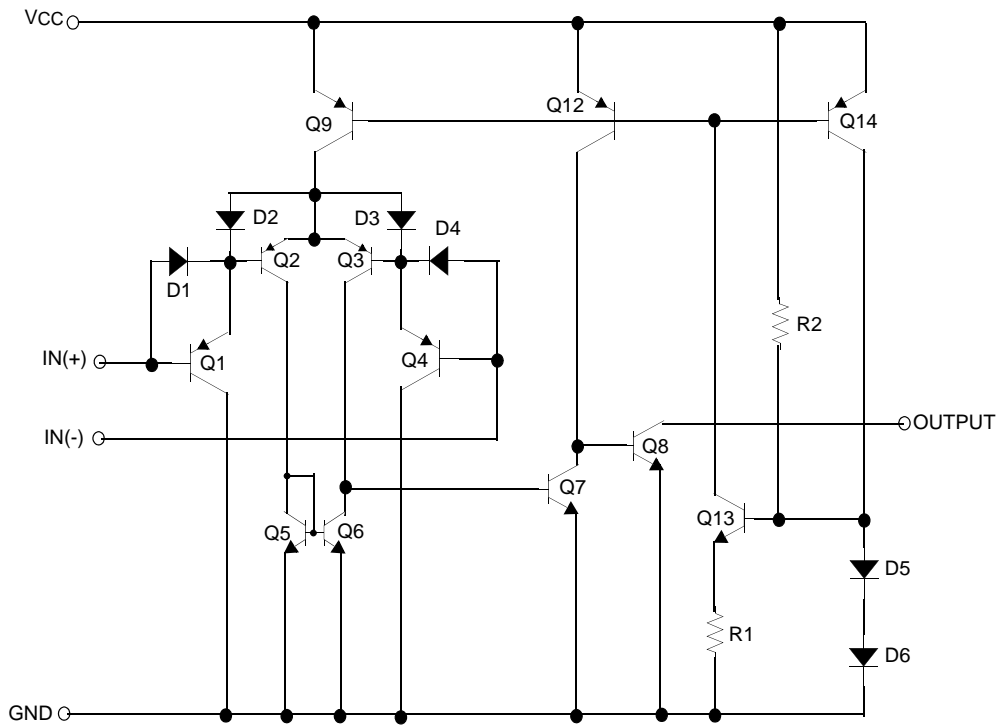 VCC
Q12
Q9
Q14
D2
D3
D4
Q2
Q3
D1
R2
IN(+)
Q1
Q4
OUTPUT
IN(-)
Q8
Q7
Q13
Q5
Q6
D5
R1
D6
GND